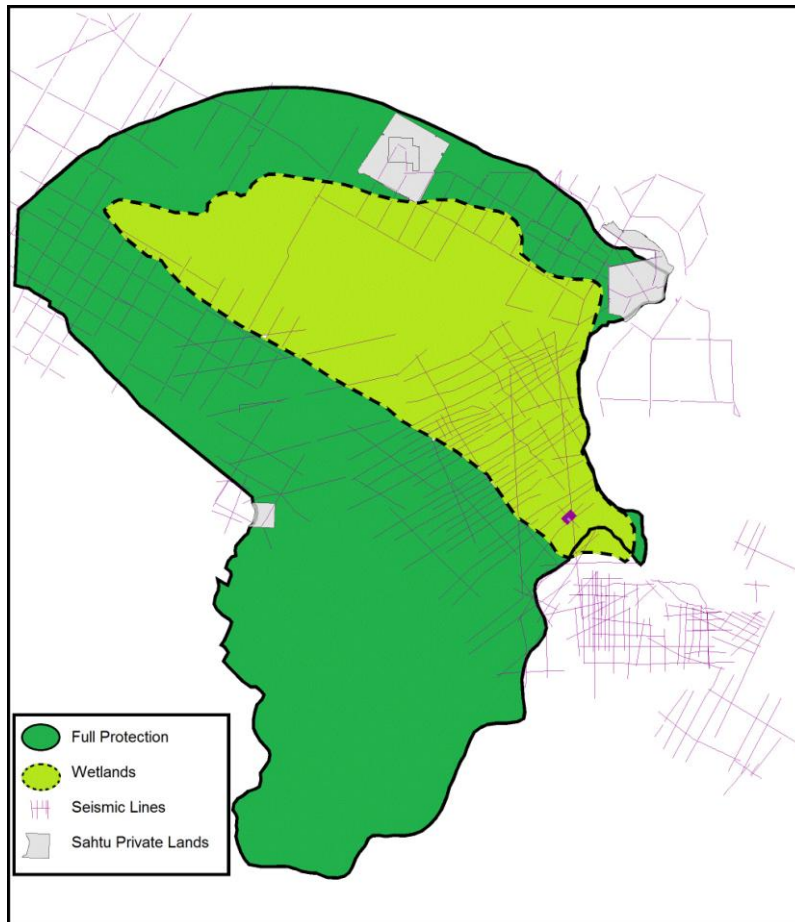 Full Protection
Wetlands
Seismic Lines
Sahtu Private Lands